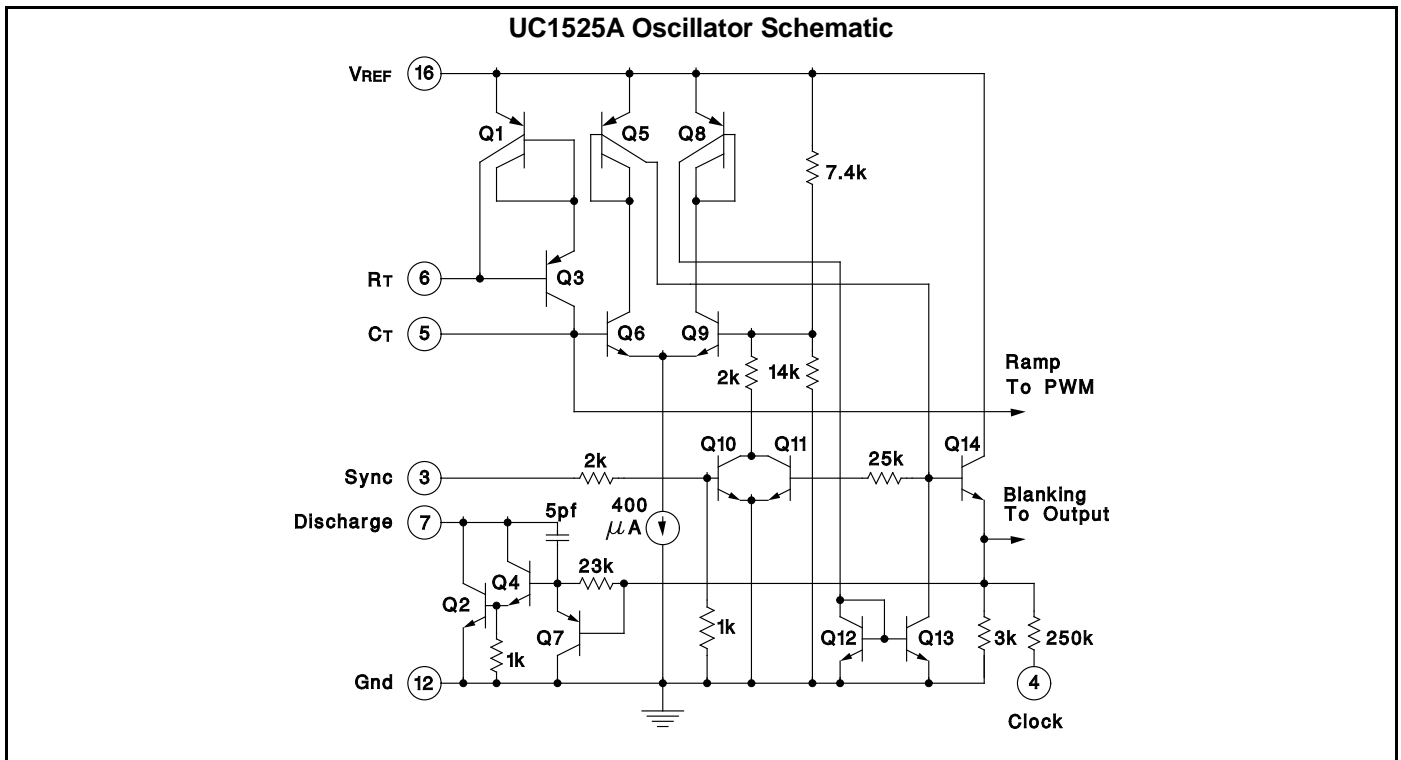 UC1525A Oscillator Schematic
VREF 16
Q1
Q5
Q8
7.4k
RT 6
Q3
CT 5
Q6
Q9
2k
14k
Ramp
To PWM
Q10
Q11
Q14
Sync 3
2k
25k
Blanking
To Output
Discharge 7
5pf
400
μA
23k
Q4
Q2
Q7
1k
1k
Q12
Q13
3k
250k
Gnd 12
4
Clock